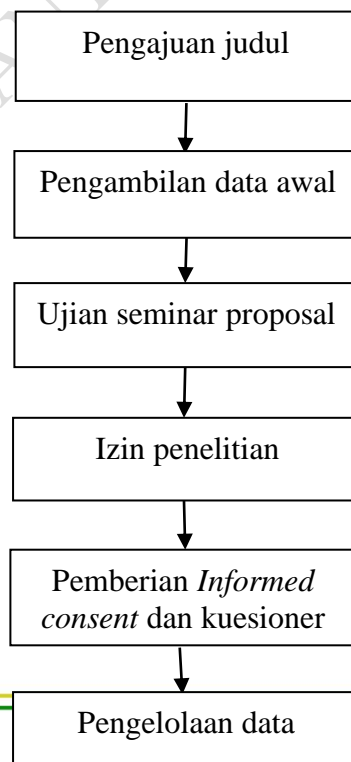 Pengajuan judul
Pengambilan data awal
Ujian seminar proposal
Izin penelitian
Pemberian Informed
consent dan kuesioner
Pengelolaan data